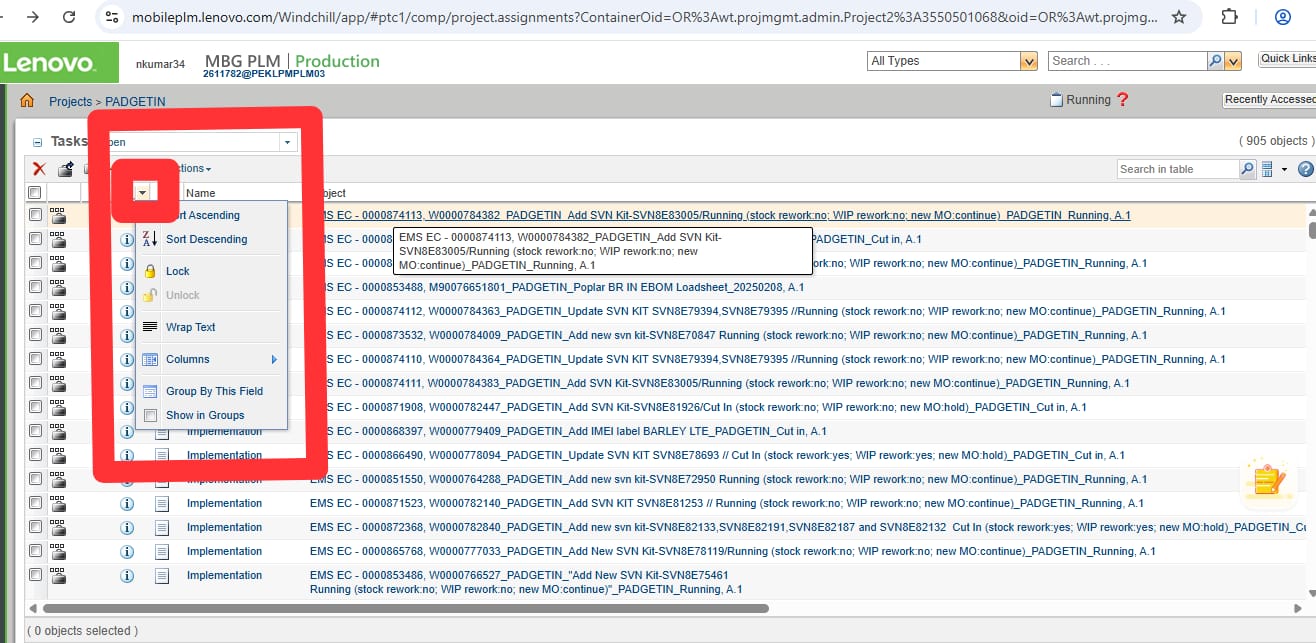 mobileplm.lenovo.com/Windchill/app/#ptc1/comp/project.assignments?ContainerOid=OR%3Awt.projmgmt.admin.Project2%3A3550501068&oid=OR%3Awt.projmg...
Lenovo.
nkumar34
MBG PLM | Production
2611782@PEKLPMPLM03
All Types
Search . . .
Quick Links
Projects > PADGETIN
Running ?
Recently Accessed
Tasks
( 905 objects )
Search in table
Name
Sort Ascending
Sort Descending
Lock
Unlock
Wrap Text
Columns
Group By This Field
Show in Groups
EMS EC - 0000874113, W0000784382_PADGETIN_Add SVN Kit-SVN8E83005/Running (stock rework:no; WIP rework:no; new MO:continue)_PADGETIN_Running, A.1
EMS EC - 0000874113, W0000784382_PADGETIN_Add SVN Kit-
SVN8E83005/Running (stock rework:no; WIP rework:no; new
MO:continue)_PADGETIN_Running, A.1
S EC - 0000
PADGETIN_Cut in, A.1
S EC - 0000
ork:no; WIP rework:no; new MO:continue)_PADGETIN_Running, A.1
S EC - 0000853488, M90076651801_PADGETIN_Poplar BR IN EBOM Loadsheet_20250208, A.1
S EC - 0000874112, W0000784363_PADGETIN_Update SVN KIT SVN8E79394,SVN8E79395 //Running (stock rework:no; WIP rework:no; new MO:continue)_PADGETIN_Running, A.1
S EC - 0000873532, W0000784009_PADGETIN_Add new svn-kit-SVN8E70847 Running (stock rework:no; WIP rework:no; new MO:continue)_PADGETIN_Running, A.1
S EC - 0000874110, W0000784364_PADGETIN_Update SVN KIT SVN8E79394,SVN8E79395 //Running (stock rework:no; WIP rework:no; new MO:continue)_PADGETIN_Running, A.1
S EC - 0000874111, W0000784383_PADGETIN_Add SVN Kit-SVN8E83005/Running (stock rework:no; WIP rework:no; new MO:continue)_PADGETIN_Running, A.1
S EC - 0000871908, W0000782447_PADGETIN_Add SVN Kit-SVN8E81926/Cut In (stock rework:no; WIP rework:no; new MO:hold)_PADGETIN_Cut in, A.1
Implementation S EC - 0000868397, W0000779409_PADGETIN_Add IMEI label BARLEY LTE_PADGETIN_Cut in, A.1
Implementation S EC - 0000866490, W0000778094_PADGETIN_Update SVN KIT SVN8E78693 // Cut In (stock rework:yes; WIP rework:yes; new MO:hold)_PADGETIN_Cut in, A.1
Implementation EMS EC - 0000851550, W0000764288_PADGETIN_Add new svn-kit-SVN8E72950 Running (stock rework:no; WIP rework:no; new MO:continue)_PADGETIN_Running, A.1
Implementation EMS EC - 0000871523, W0000782140_PADGETIN_Add SVN KIT SVN8E81253 // Running (stock rework:no; WIP rework:no; new MO:continue)_PADGETIN_Running, A.1
Implementation EMS EC - 0000872368, W0000782840_PADGETIN_Add new svn kit-SVN8E82133,SVN8E82191,SVN8E82187 and SVN8E82132 Cut In (stock rework:yes; WIP rework:yes; new MO:hold)_PADGETIN_Cu
Implementation EMS EC - 0000865768, W0000777033_PADGETIN_Add New SVN Kit-SVN8E78119/Running (stock rework:no; WIP rework:no; new MO:continue)_PADGETIN_Running, A.1
Implementation EMS EC - 0000853486, W0000766527_PADGETIN_"Add New SVN Kit-SVN8E75461
Running (stock rework:no; WIP rework:no; new MO:continue)"_PADGETIN_Running, A.1
( 0 objects selected )